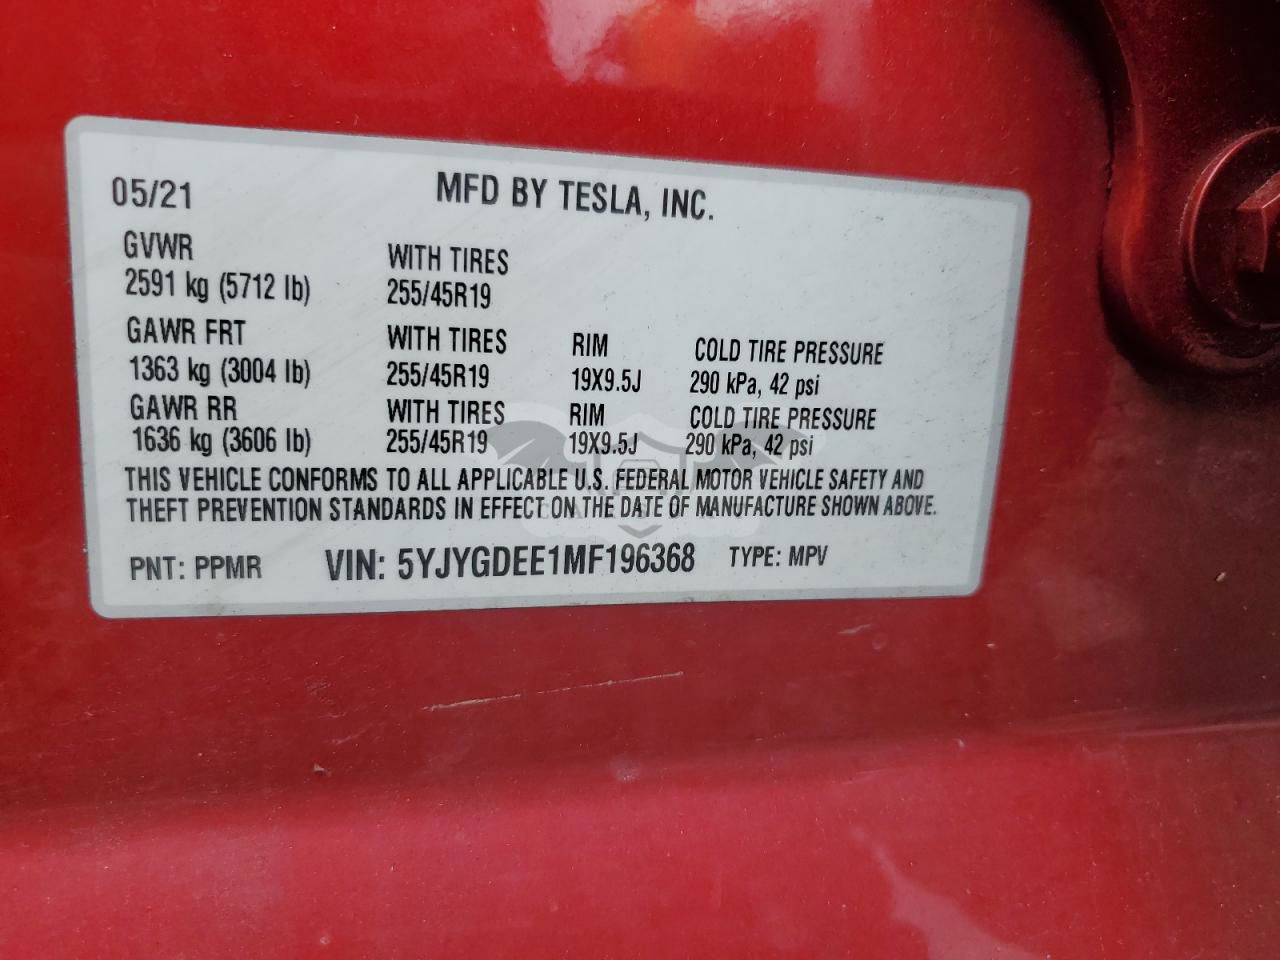 05/21 MFD BY TESLA, INC.
GVWR WITH TIRES
2591 kg (5712 lb) 255/45R19
GAWR FRT WITH TIRES RIM COLD TIRE PRESSURE
1363 kg (3004 lb) 255/45R19 19X9.5J 290 kPa, 42 psi
GAWR RR WITH TIRES RIM COLD TIRE PRESSURE
1636 kg (3606 lb) 255/45R19 19X9.5J 290 kPa, 42 psi
THIS VEHICLE CONFORMS TO ALL APPLICABLE U.S. FEDERAL MOTOR VEHICLE SAFETY AND
THEFT PREVENTION STANDARDS IN EFFECT ON THE DATE OF MANUFACTURE SHOWN ABOVE.
PNT: PPMR VIN: 5YJYGDEE1MF196368 TYPE: MPV